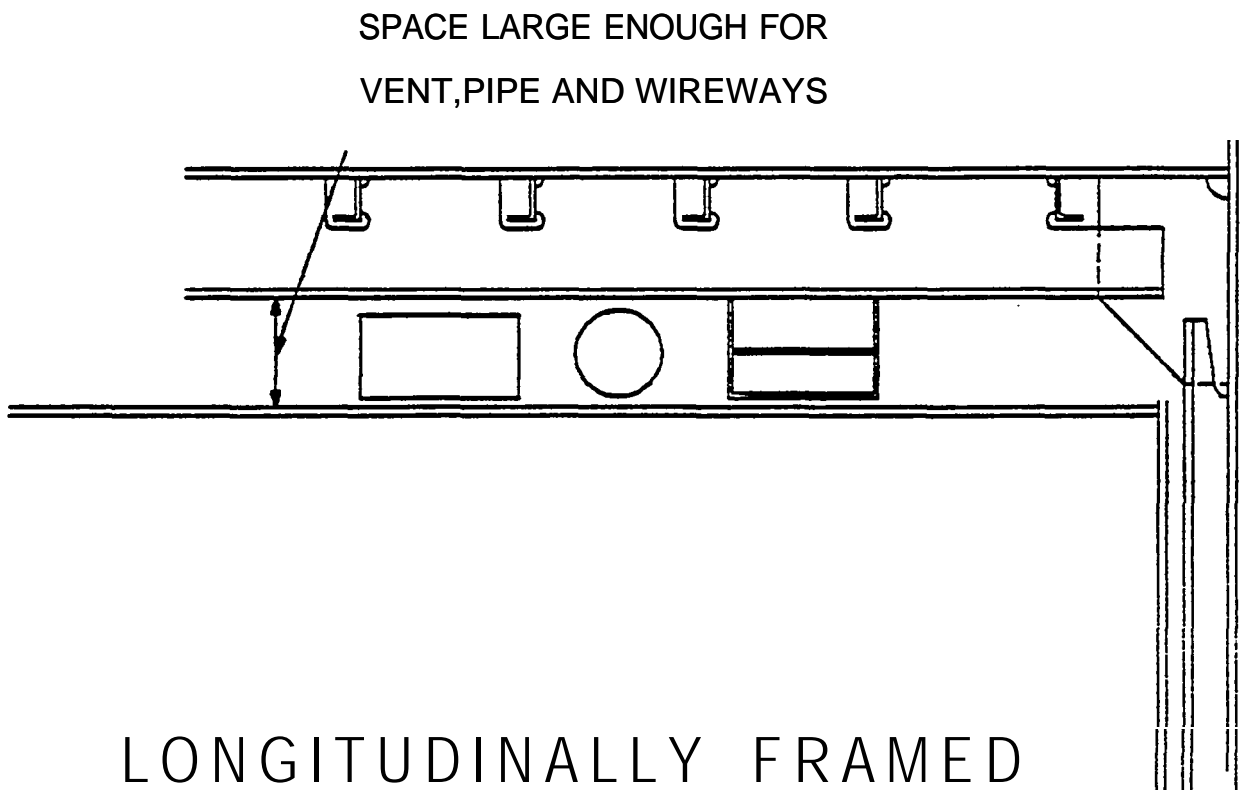 SPACE LARGE ENOUGH FOR
VENT,PIPE AND WIREWAYS
LONGITUDINALLY FRAMED